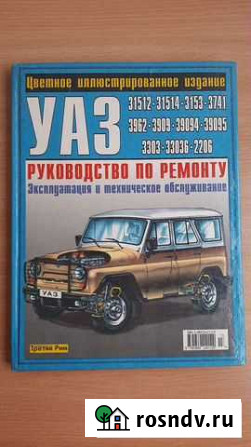 Цветное иллюстрированное издание
УАЗ
31512•31514•3153•3741
3962•3909•39094•39095
3303•33036•2206
РУКОВОДСТВО ПО РЕМОНТУ
Эксплуатация и техническое обслуживание
УАЗ
Третий Рим
rosndv.ru